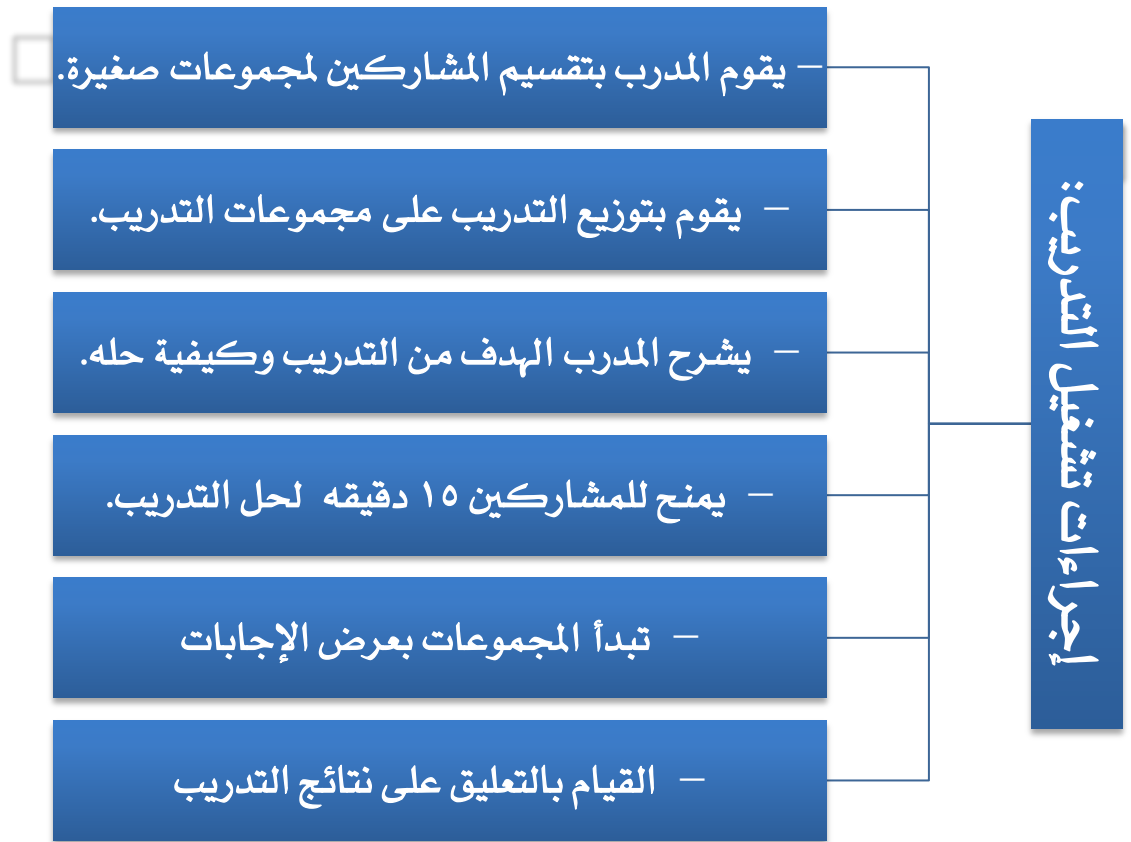 إجراءات تشغيل التدريب:
– يقوم المدرب بتقسيم المشاركين لمجموعات صغيرة.
– يقوم بتوزيع التدريب على مجموعات التدريب.
– يشرح المدرب الهدف من التدريب وكيفية حله.
– يمنح للمشاركين ١٥ دقيقه لحل التدريب.
– تبدأ المجموعات بعرض الإجابات
– القيام بالتعليق على نتائج التدريب